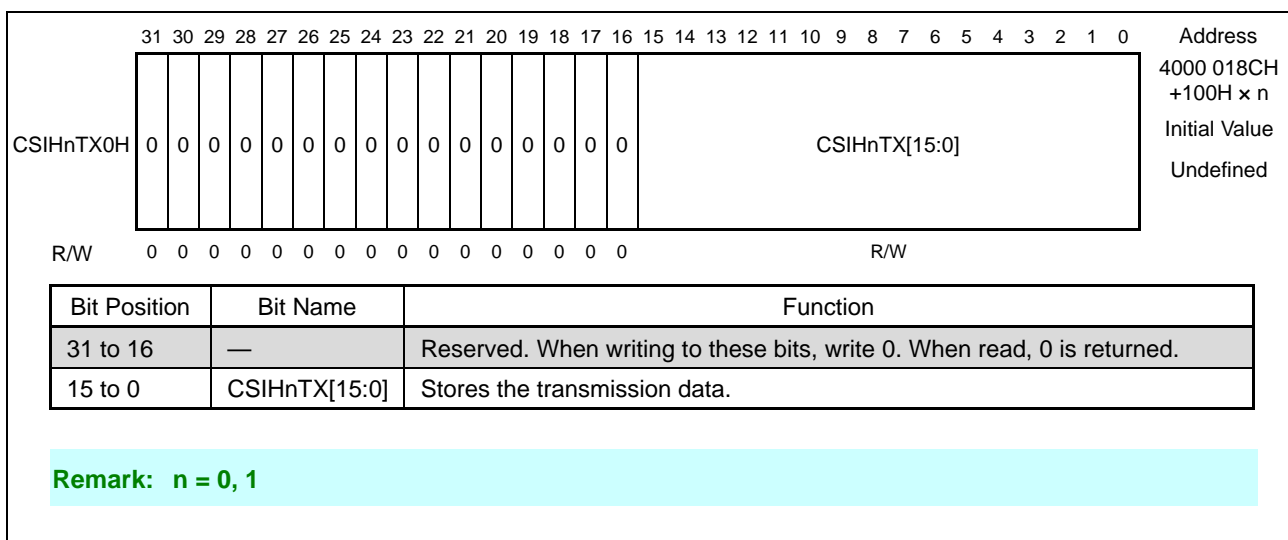 31 30 29 28 27 26 25 24 23 22 21 20 19 18 17 16 15 14 13 12 11 10 9 8 7 6 5 4 3 2 1 0 Address
4000 018CH
+100H × n
Initial Value
Undefined
CSIHnTX0H 0 0 0 0 0 0 0 0 0 0 0 0 0 0 0 0 CSIHnTX[15:0]
R/W 0 0 0 0 0 0 0 0 0 0 0 0 0 0 0 0 R/W
Bit Position Bit Name Function
31 to 16 — Reserved. When writing to these bits, write 0. When read, 0 is returned.
15 to 0 CSIHnTX[15:0] Stores the transmission data.
Remark: n = 0, 1